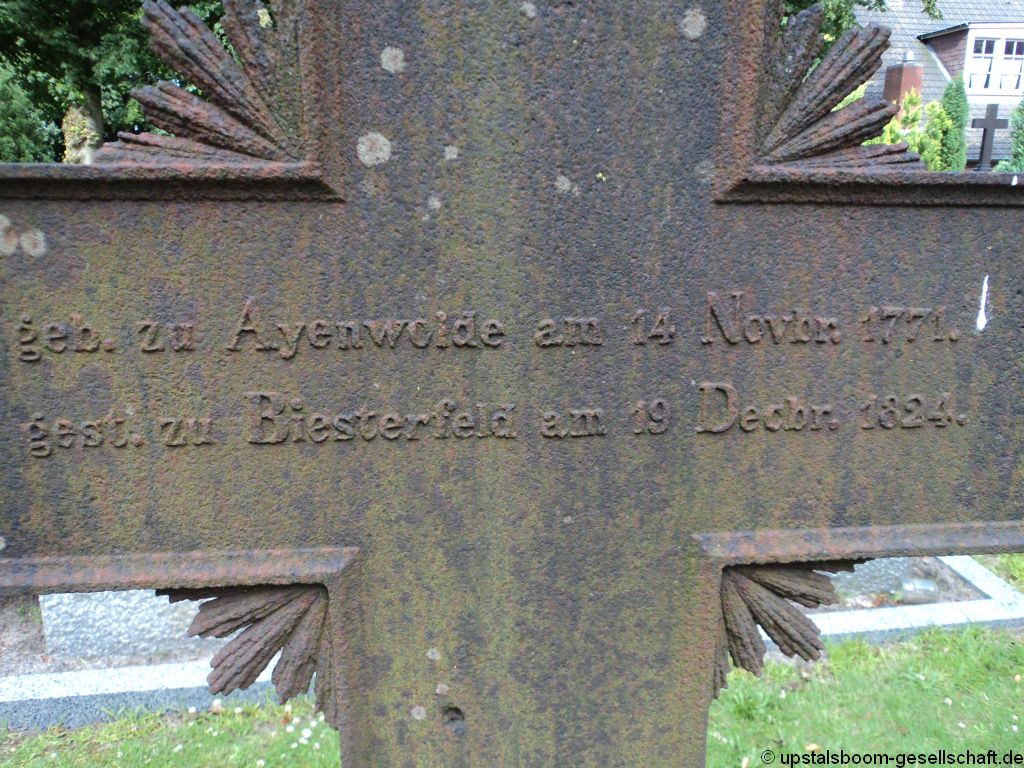 geb. zu Ayenwolde am 14 Novbr. 1771.
gest. zu Biesterfeld am 19 Decbr. 1824.
© upstalsboom-gesellschaft.de